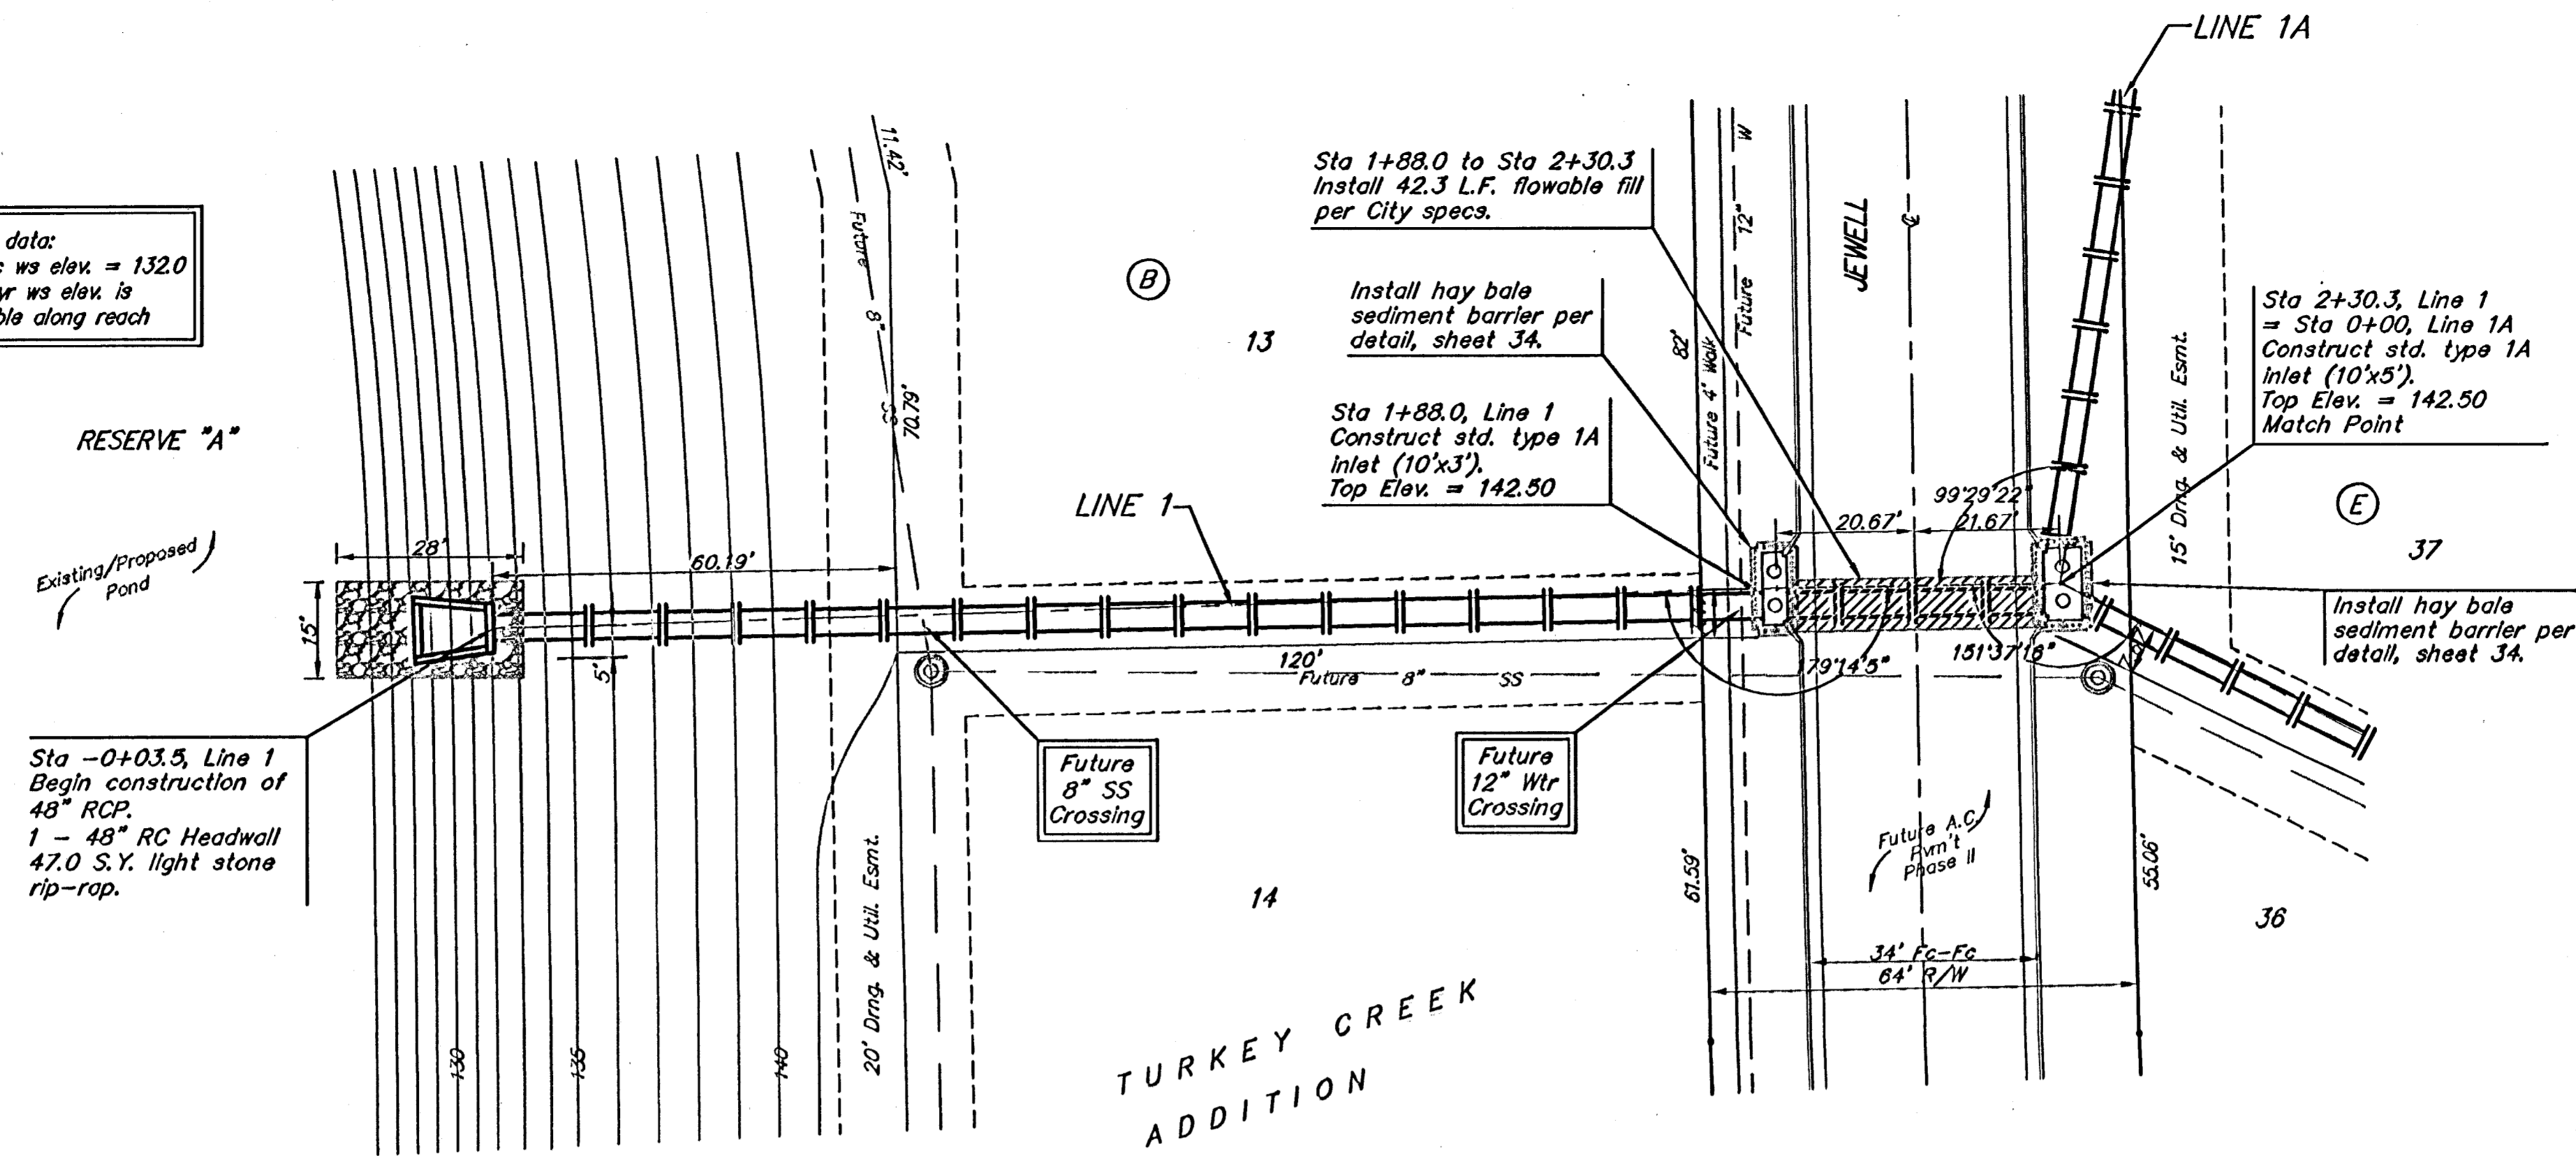 LINE 1A
data:
ws elev. = 132.0
yr ws elev. is
along reach
RESERVE "A"
Existing/Proposed
Pond
28'
15'
60.19'
5'
11.42'
Future 8" SS
70.79'
B
13
LINE 1
Sta 1+88.0 to Sta 2+30.3
Install 42.3 L.F. flowable fill
per City specs.
Install hay bale
sediment barrier per
detail, sheet 34.
Sta 1+88.0, Line 1
Construct std. type 1A
inlet (10'x3').
Top Elev. = 142.50
82'
Future 4' Walk
Future 12" W
JEWELL
℄
20.67'
21.67'
99°29'22
Sta 2+30.3, Line 1
= Sta 0+00, Line 1A
Construct std. type 1A
inlet (10'x5').
Top Elev. = 142.50
Match Point
15' Drng. & Util. Esmt.
E
37
Install hay bale
sediment barrier per
detail, sheet 34.
120'
Future 8" SS
179°14'5"
151°37'16"
Sta -0+03.5, Line 1
Begin construction of
48" RCP.
1 - 48" RC Headwall
47.0 S.Y. light stone
rip-rap.
Future
8" SS
Crossing
Future
12" Wtr
Crossing
Future A.C.
Pvm't
Phase II
61.59'
55.06'
34' Fc-Fc
64' R/W
14
36
130
135
140
20' Drng. & Util. Esmt.
TURKEY CREEK
ADDITION